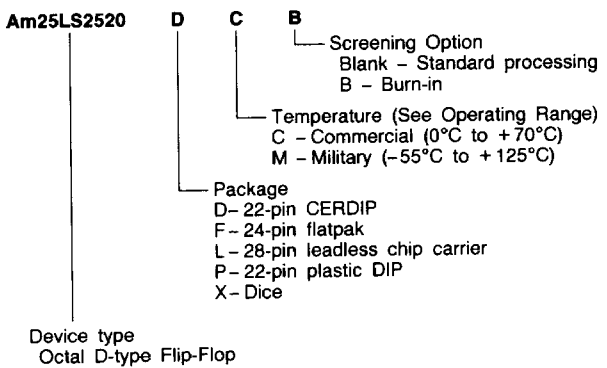 Am25LS2520 D C B
Screening Option
Blank – Standard processing
B – Burn-in
Temperature (See Operating Range)
C – Commercial (0°C to +70°C)
M – Military (–55°C to +125°C)
Package
D– 22-pin CERDIP
F – 24-pin flatpak
L – 28-pin leadless chip carrier
P – 22-pin plastic DIP
X– Dice
Device type
Octal D-type Flip-Flop